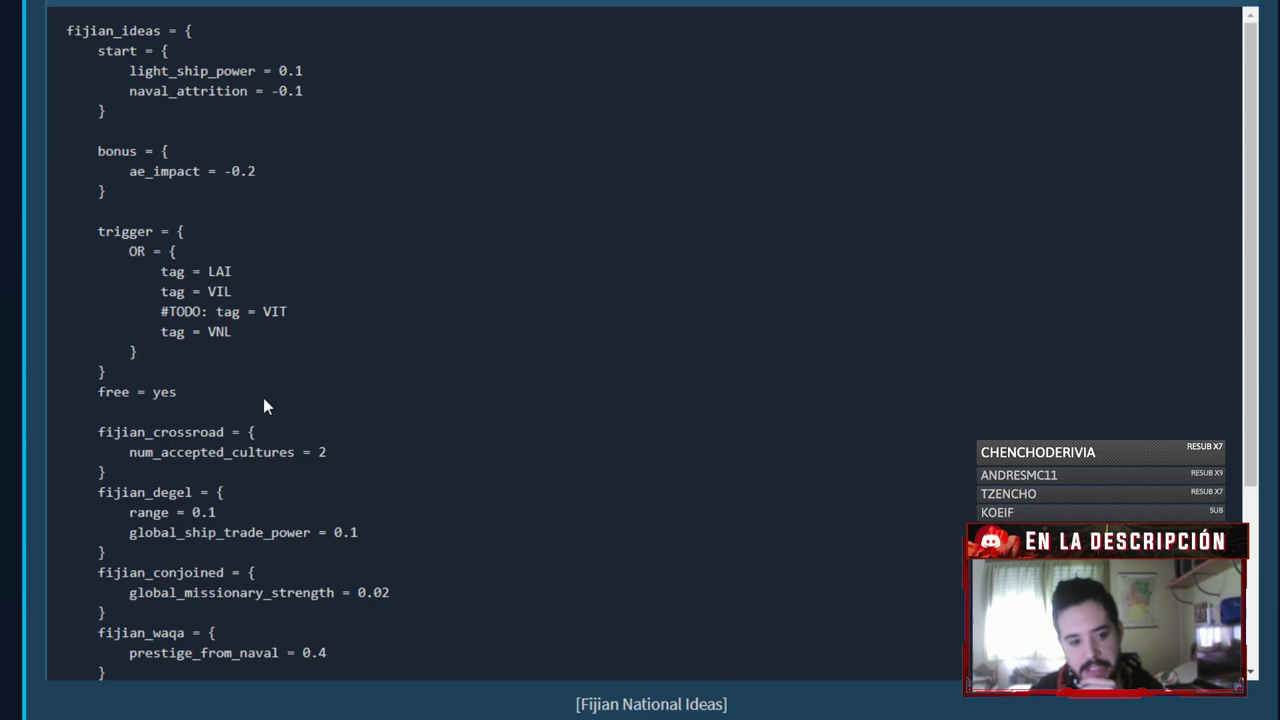 fijian_ideas = {
start = {
light_ship_power = 0.1
naval_attrition = -0.1
}
bonus = {
ae_impact = -0.2
}
trigger = {
OR = {
tag = LAI
tag = VIL
#TODO: tag = VIT
tag = VNL
}
}
free = yes
fijian_crossroad = {
num_accepted_cultures = 2
}
fijian_degel = {
range = 0.1
global_ship_trade_power = 0.1
}
fijian_conjoined = {
global_missionary_strength = 0.02
}
fijian_waqa = {
prestige_from_naval = 0.4
}
[Fijian National Ideas]
CHENCHODERIVIA RESUB X7
ANDRESMC11 RESUB X9
TZENCHO RESUB X7
KOEIF SUB
EN LA DESCRIPCIÓN